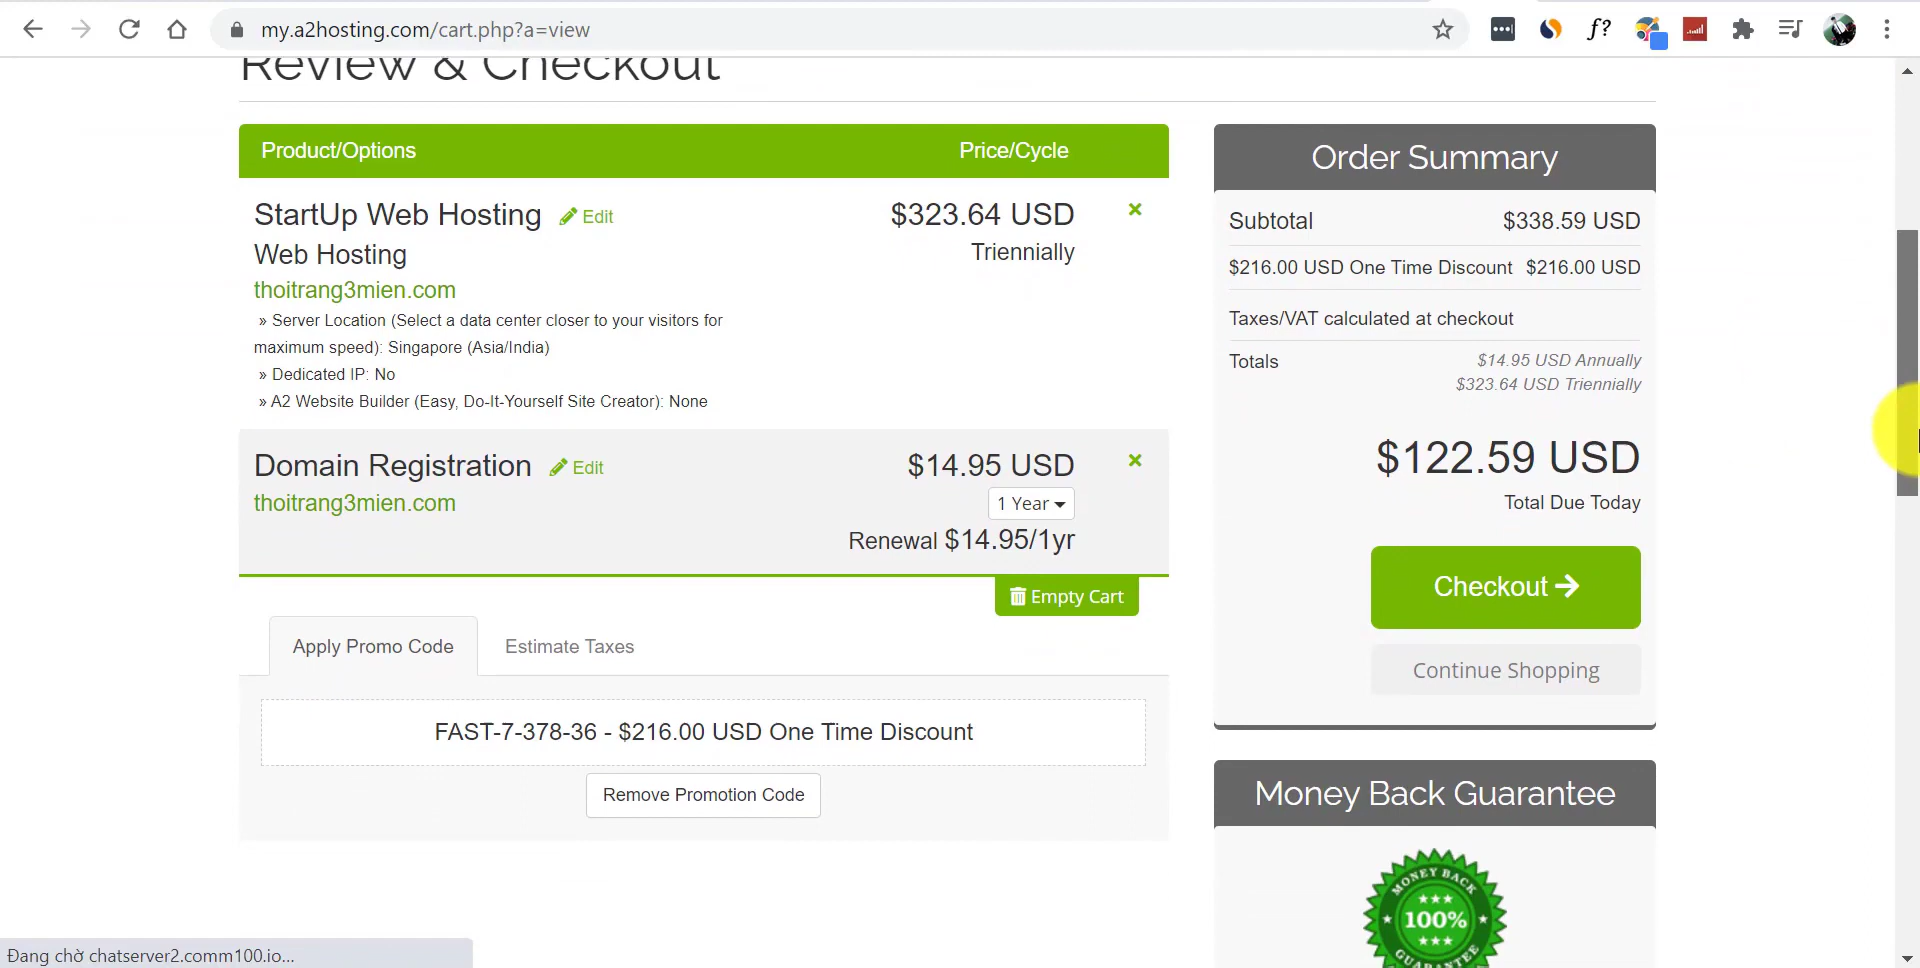 my.a2hosting.com/cart.php?a=view
f?
Review & Checkout
Product/Options Price/Cycle
StartUp Web Hosting Edit $323.64 USD
Web Hosting Triennially
thoitrang3mien.com
» Server Location (Select a data center closer to your visitors for
maximum speed): Singapore (Asia/India)
» Dedicated IP: No
» A2 Website Builder (Easy, Do-It-Yourself Site Creator): None
Domain Registration Edit $14.95 USD
thoitrang3mien.com 1 Year
Renewal $14.95/1yr
Empty Cart
Apply Promo Code Estimate Taxes
FAST-7-378-36 - $216.00 USD One Time Discount
Remove Promotion Code
Order Summary
Subtotal $338.59 USD
$216.00 USD One Time Discount $216.00 USD
Taxes/VAT calculated at checkout
Totals $14.95 USD Annually
$323.64 USD Triennially
$122.59 USD
Total Due Today
Checkout
Continue Shopping
Money Back Guarantee
MONEY BACK
100%
GUARANTEE
Đang chờ chatserver2.comm100.io...